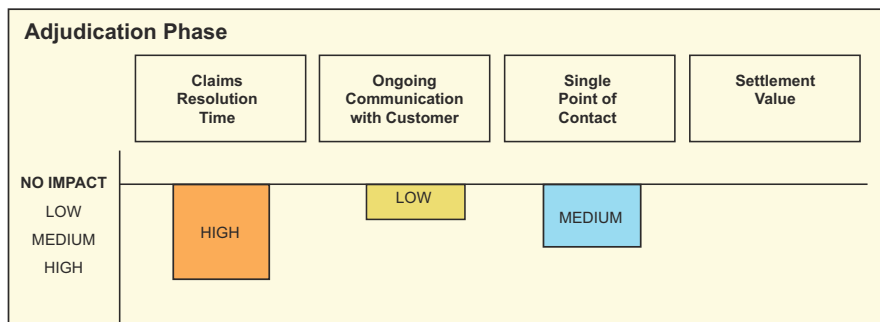 Adjudication Phase
Claims
Resolution
Time
Ongoing
Communication
with Customer
Single
Point of
Contact
Settlement
Value
NO IMPACT
LOW
MEDIUM
HIGH
HIGH
LOW
MEDIUM